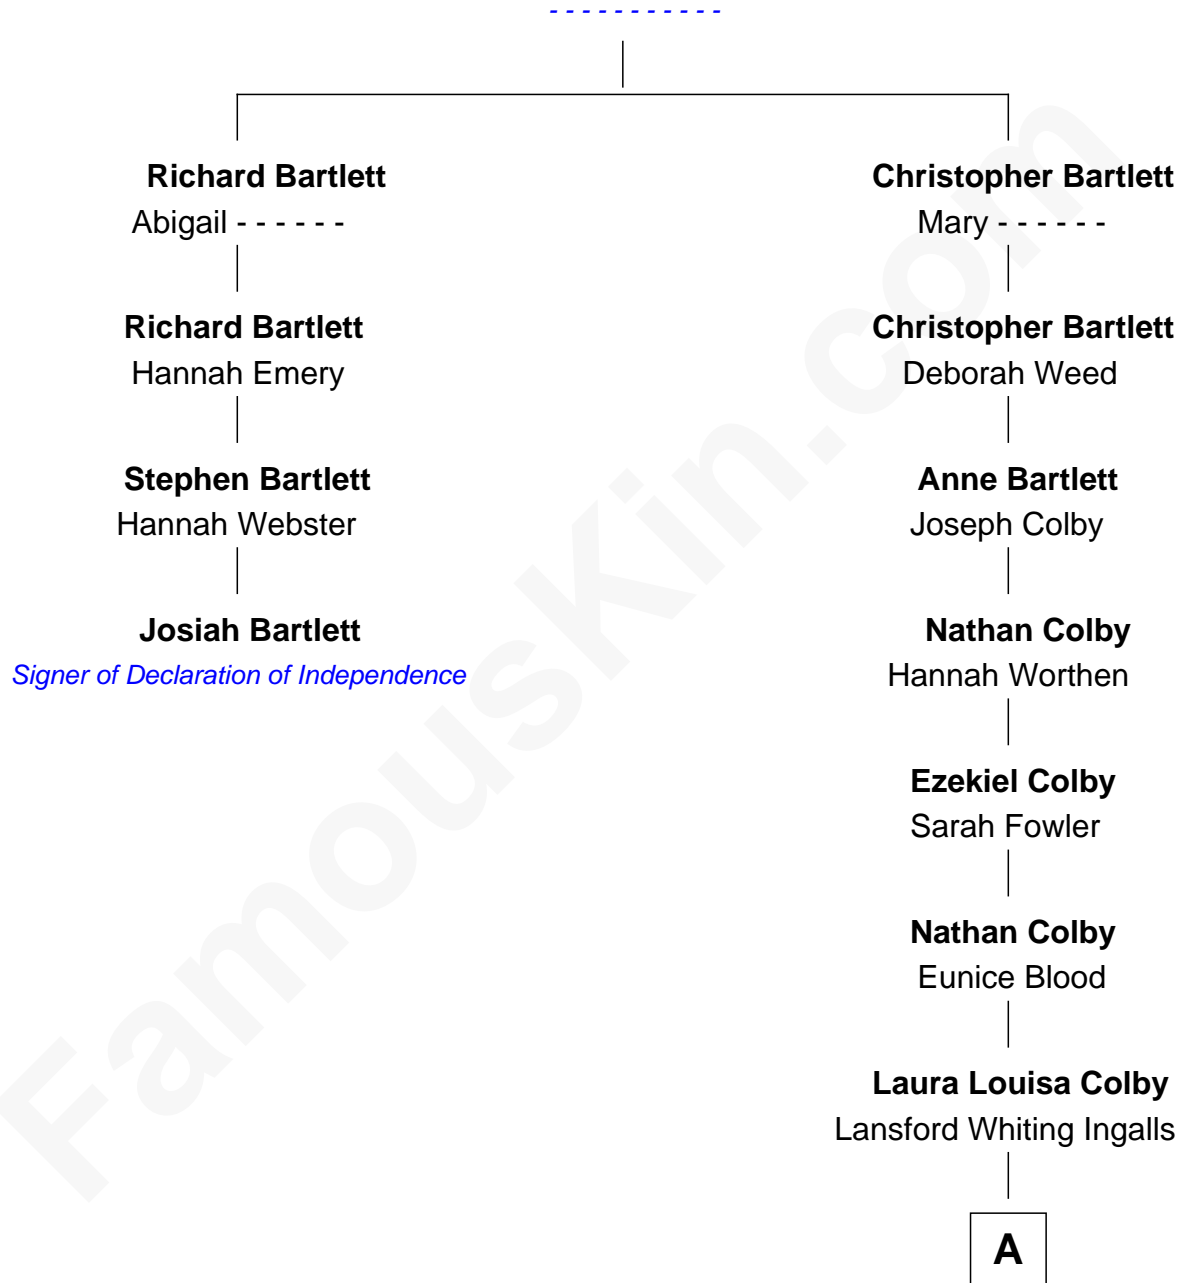 - - - - - - - - - - -
Richard Bartlett
Abigail - - - - - -
Christopher Bartlett
Mary - - - - - -
Richard Bartlett
Hannah Emery
Christopher Bartlett
Deborah Weed
Stephen Bartlett
Hannah Webster
Anne Bartlett
Joseph Colby
Josiah Bartlett
Signer of Declaration of Independence
Nathan Colby
Hannah Worthen
Ezekiel Colby
Sarah Fowler
Nathan Colby
Eunice Blood
Laura Louisa Colby
Lansford Whiting Ingalls
A
FamousKin.com